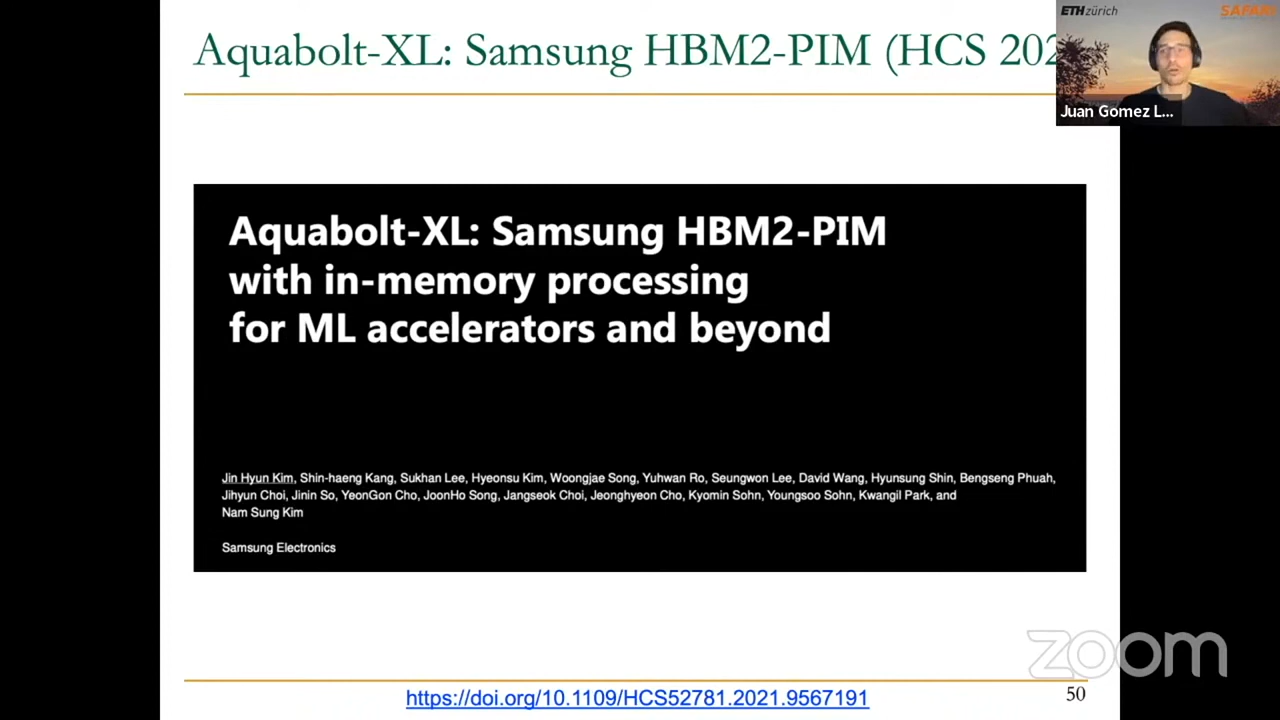 Aquabolt-XL: Samsung HBM2-PIM (HCS 202
ETH zürich
SAFARI
Juan Gomez L...
Aquabolt-XL: Samsung HBM2-PIM
with in-memory processing
for ML accelerators and beyond
Jin Hyun Kim, Shin-haeng Kang, Sukhan Lee, Hyeonsu Kim, Woongjae Song, Yuhwan Ro, Seungwon Lee, David Wang, Hyunsung Shin, Bengseng Phuah,
Jihyun Choi, Jinin So, YeonGon Cho, JoonHo Song, Jangseok Choi, Jeonghyeon Cho, Kyomin Sohn, Youngsoo Sohn, Kwangil Park, and
Nam Sung Kim
Samsung Electronics
zoom
https://doi.org/10.1109/HCS52781.2021.9567191
50